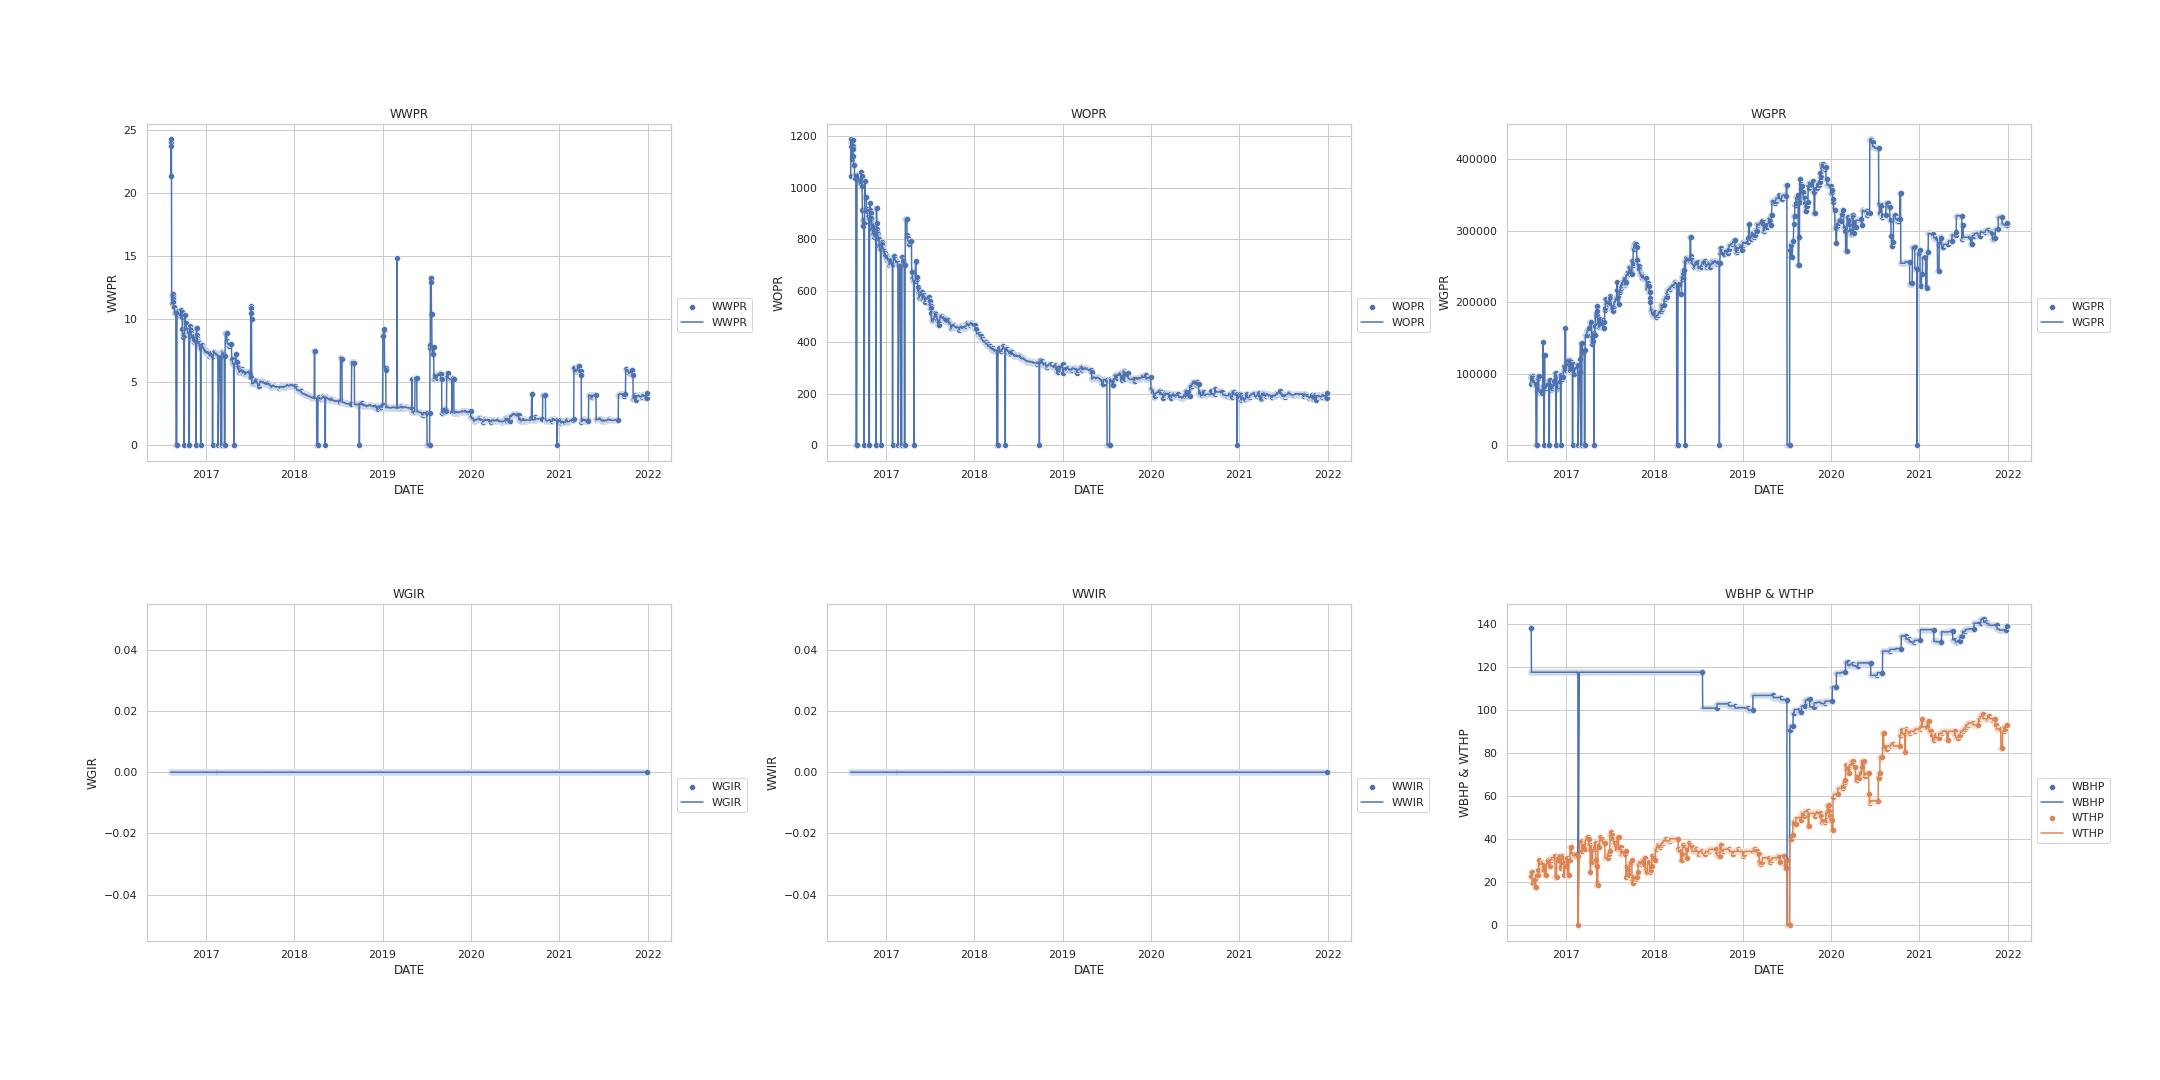 WWPR
25
20
15
10
5
0
WWPR
2017 2018 2019 2020 2021 2022
DATE
WWPR
WWPR
WOPR
1200
1000
800
600
400
200
0
WOPR
2017 2018 2019 2020 2021 2022
DATE
WOPR
WOPR
WGPR
400000
300000
200000
100000
0
WGPR
2017 2018 2019 2020 2021 2022
DATE
WGPR
WGPR
WGIR
0.04
0.02
0.00
−0.02
−0.04
WGIR
2017 2018 2019 2020 2021 2022
DATE
WGIR
WGIR
WWIR
0.04
0.02
0.00
−0.02
−0.04
WWIR
2017 2018 2019 2020 2021 2022
DATE
WWIR
WWIR
WBHP & WTHP
140
120
100
80
60
40
20
0
WBHP & WTHP
2017 2018 2019 2020 2021 2022
DATE
WBHP
WBHP
WTHP
WTHP